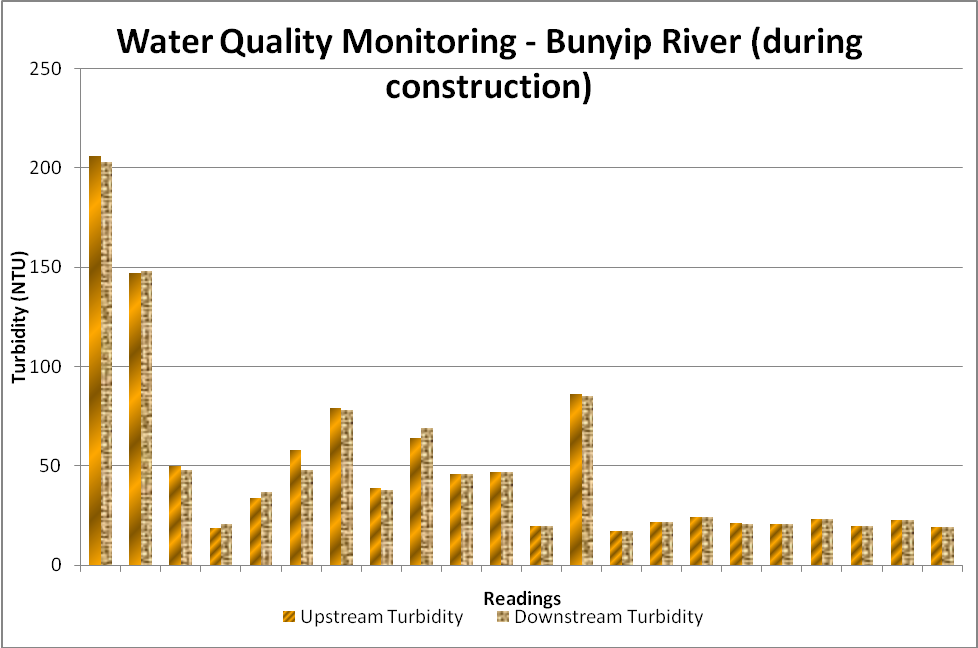 Water Quality Monitoring - Bunyip River (during
construction)
250
200
150
100
50
0
Turbidity (NTU)
Readings
Upstream Turbidity
Downstream Turbidity